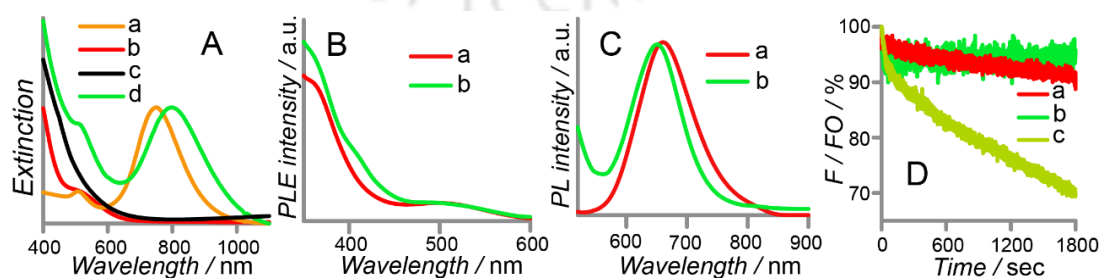 A
a
b
c
d
Extinction
400 600 800 1000
Wavelength / nm
B
a
b
PLE intensity / a.u.
400 500 600
Wavelength / nm
C
a
b
PL intensity / a.u.
600 700 800 900
Wavelength / nm
D
a
b
c
F / FO / %
100
90
80
70
0 600 1200 1800
Time / sec